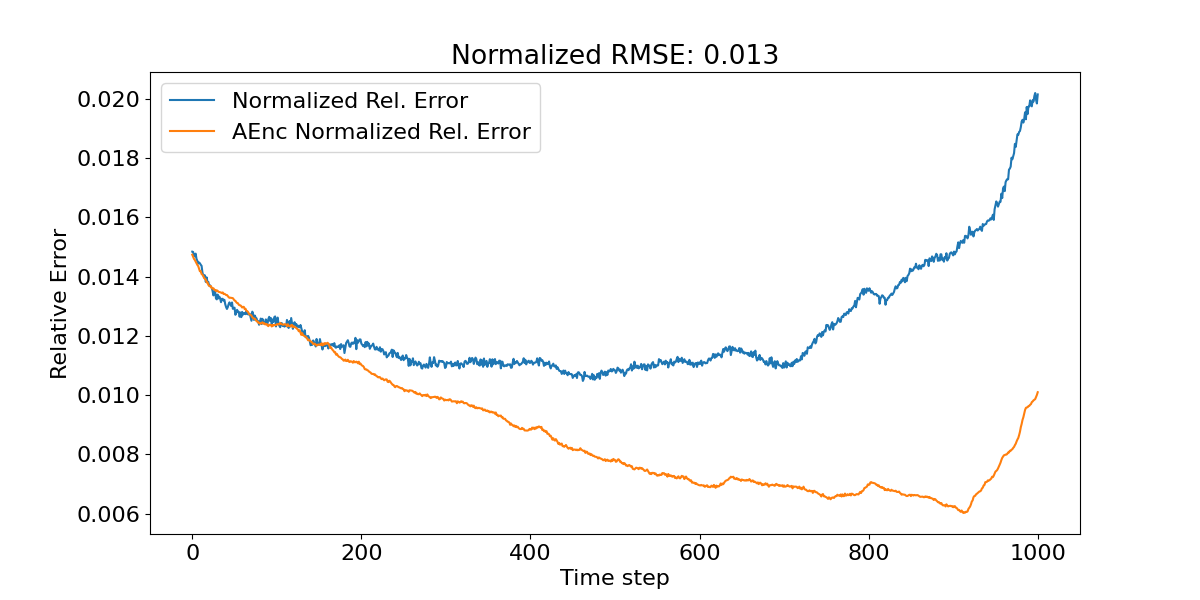 Normalized RMSE: 0.013
Normalized Rel. Error
AEnc Normalized Rel. Error
0.020
0.018
0.016
0.014
0.012
0.010
0.008
0.006
Relative Error
0 200 400 600 800 1000
Time step